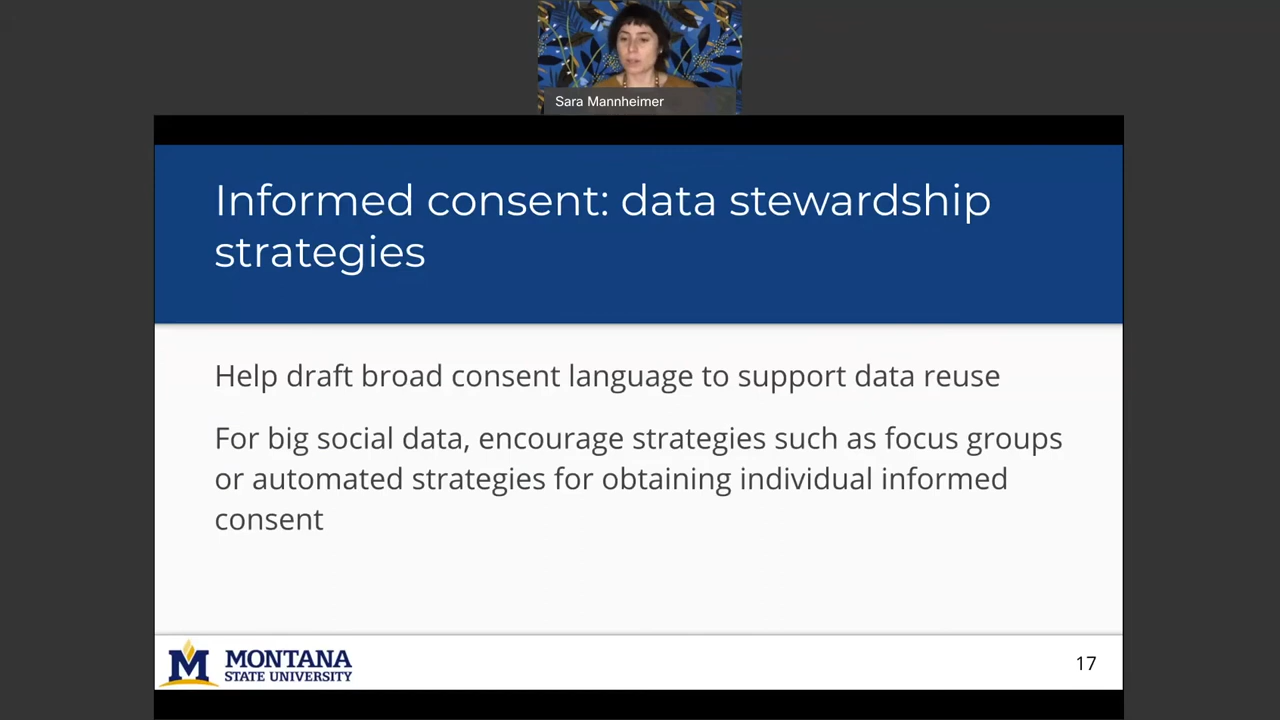 Sara Mannheimer
Informed consent: data stewardship
strategies
Help draft broad consent language to support data reuse
For big social data, encourage strategies such as focus groups
or automated strategies for obtaining individual informed
consent
M MONTANA
STATE UNIVERSITY
17